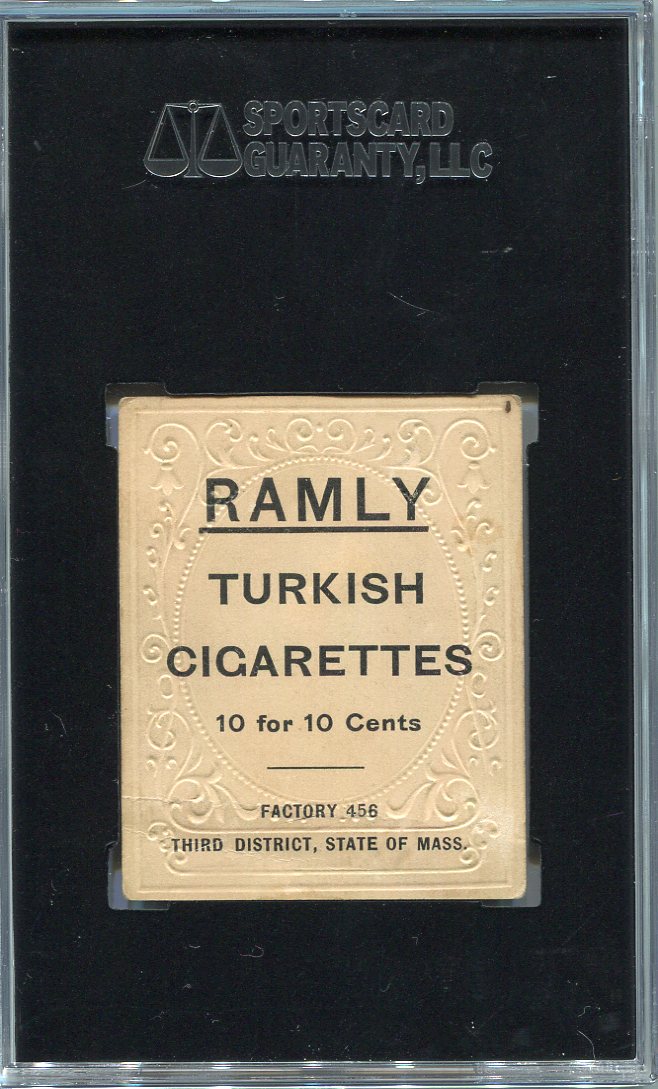 SPORTSCARD
GUARANTY, LLC
RAMLY
TURKISH
CIGARETTES
10 for 10 Cents
FACTORY 456
THIRD DISTRICT, STATE OF MASS.